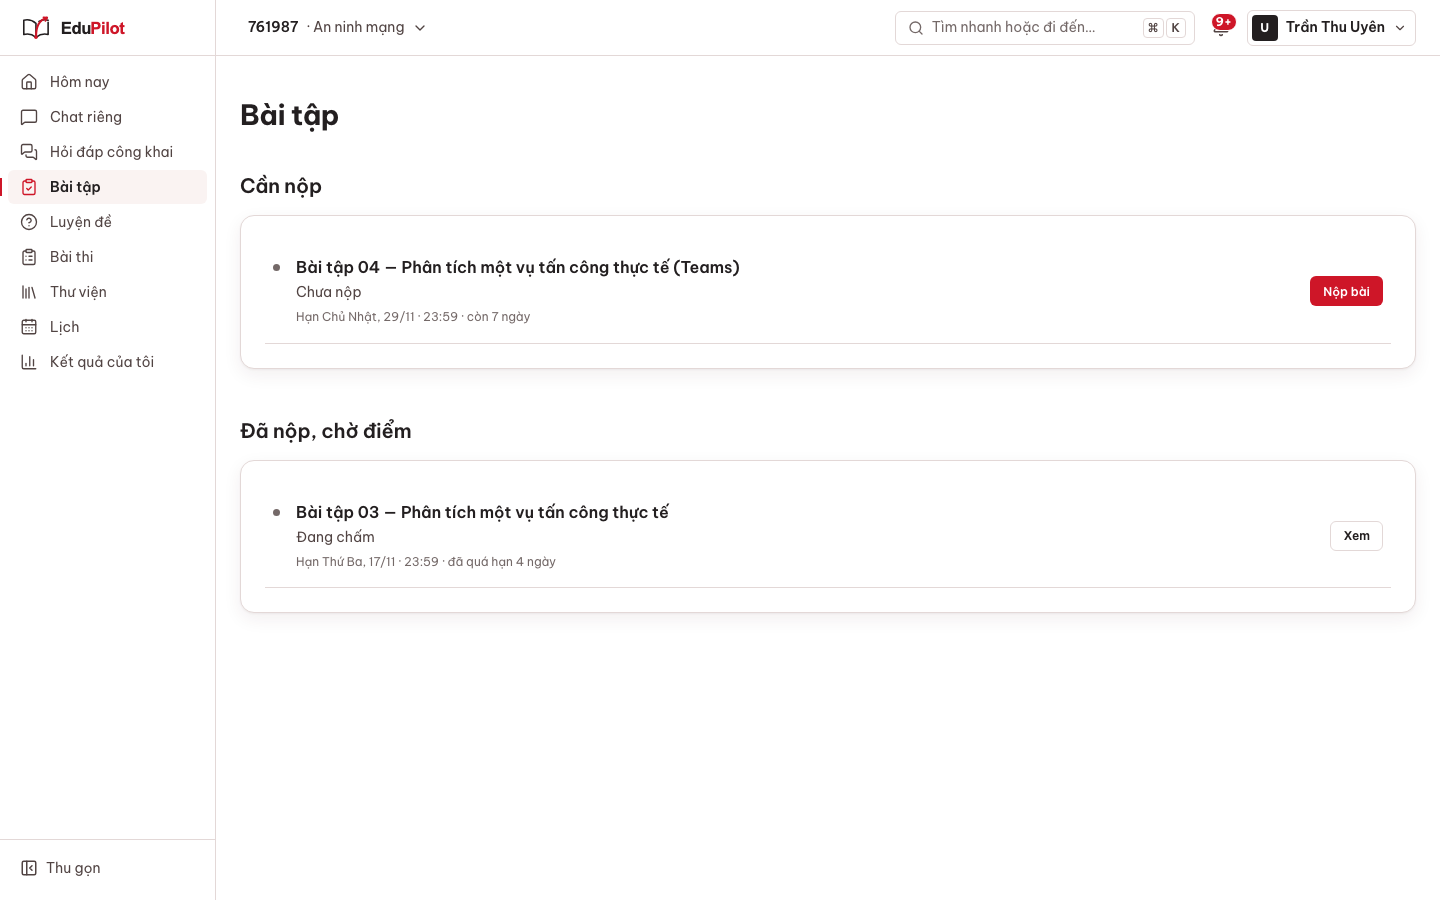 EduPilot
761987 · An ninh mạng
Tìm nhanh hoặc đi đến...
⌘ K
9+
U
Trần Thu Uyên
Hôm nay
Chat riêng
Hỏi đáp công khai
Bài tập
Luyện đề
Bài thi
Thư viện
Lịch
Kết quả của tôi
Thu gọn
Bài tập
Cần nộp
Bài tập 04 — Phân tích một vụ tấn công thực tế (Teams)
Chưa nộp
Hạn Chủ Nhật, 29/11 · 23:59 · còn 7 ngày
Nộp bài
Đã nộp, chờ điểm
Bài tập 03 — Phân tích một vụ tấn công thực tế
Đang chấm
Hạn Thứ Ba, 17/11 · 23:59 · đã quá hạn 4 ngày
Xem